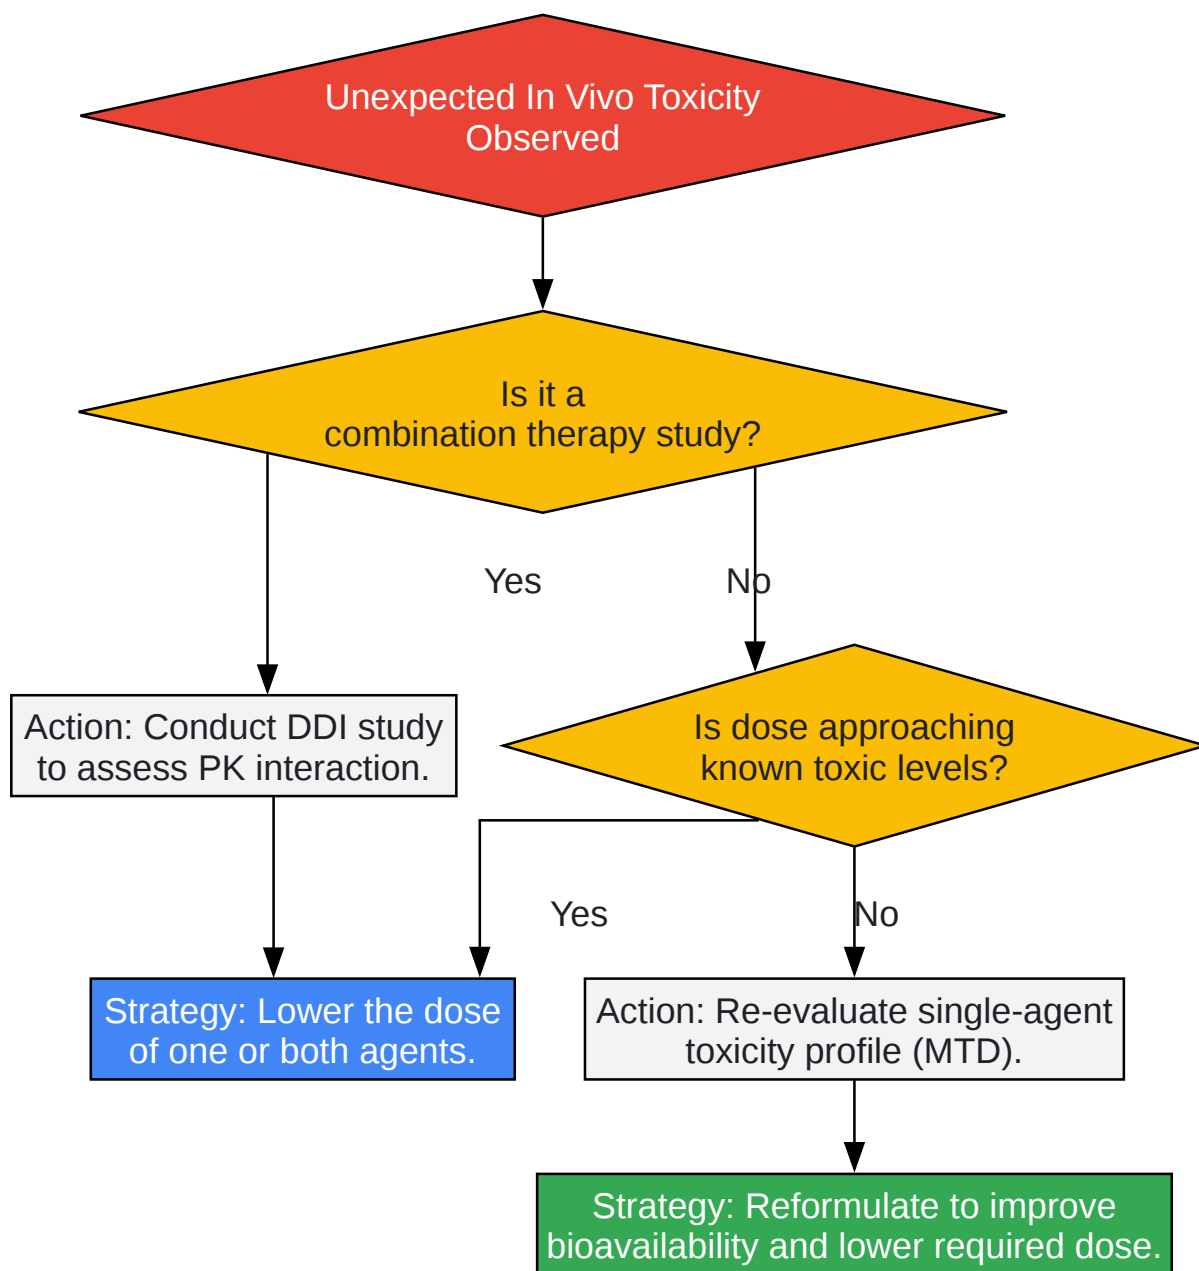 Unexpected In Vivo Toxicity
Observed
Is it a
combination therapy study?
Yes
No
Action: Conduct DDI study
to assess PK interaction.
Is dose approaching
known toxic levels?
Yes
No
Strategy: Lower the dose
of one or both agents.
Action: Re-evaluate single-agent
toxicity profile (MTD).
Strategy: Reformulate to improve
bioavailability and lower required dose.